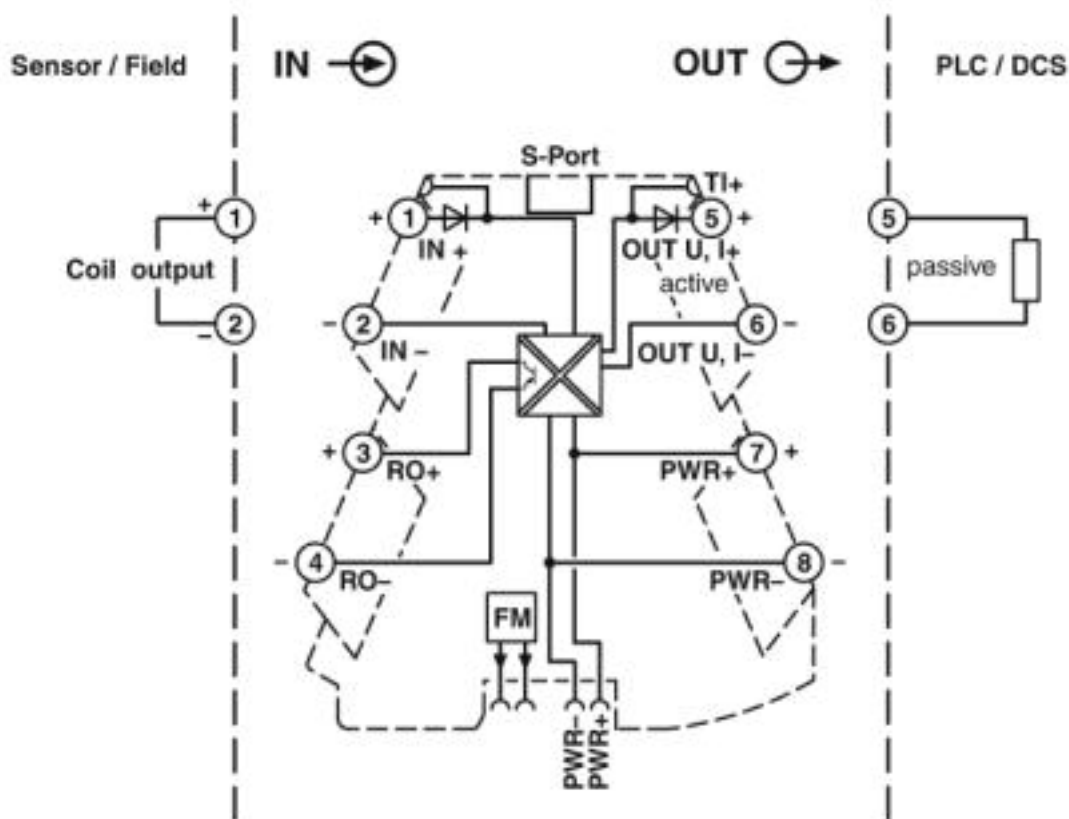 Sensor / Field IN OUT PLC / DCS
S-Port
TI+
+ 1 + 1 5 + 5
IN + OUT U, I+
Coil output active passive
– 2 – 2 6 – 6
IN – OUT U, I–
+ 3 7 +
RO+ PWR+
– 4 8 –
RO– PWR–
FM
PWR–
PWR+